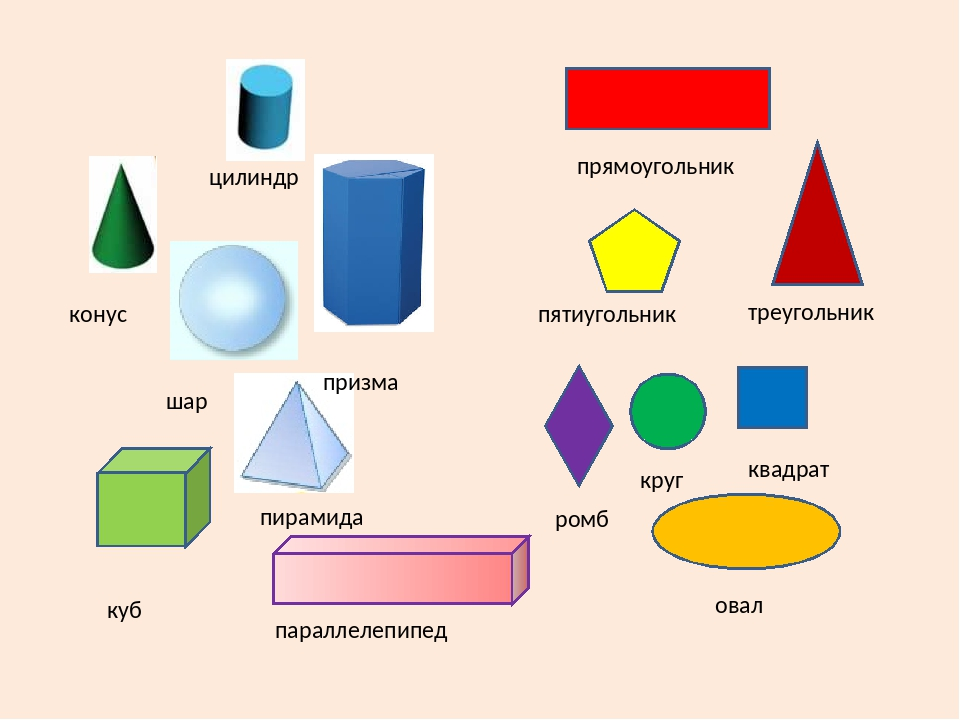 цилиндр
конус
призма
шар
пирамида
куб
параллелепипед
прямоугольник
пятиугольник
треугольник
круг
квадрат
ромб
овал